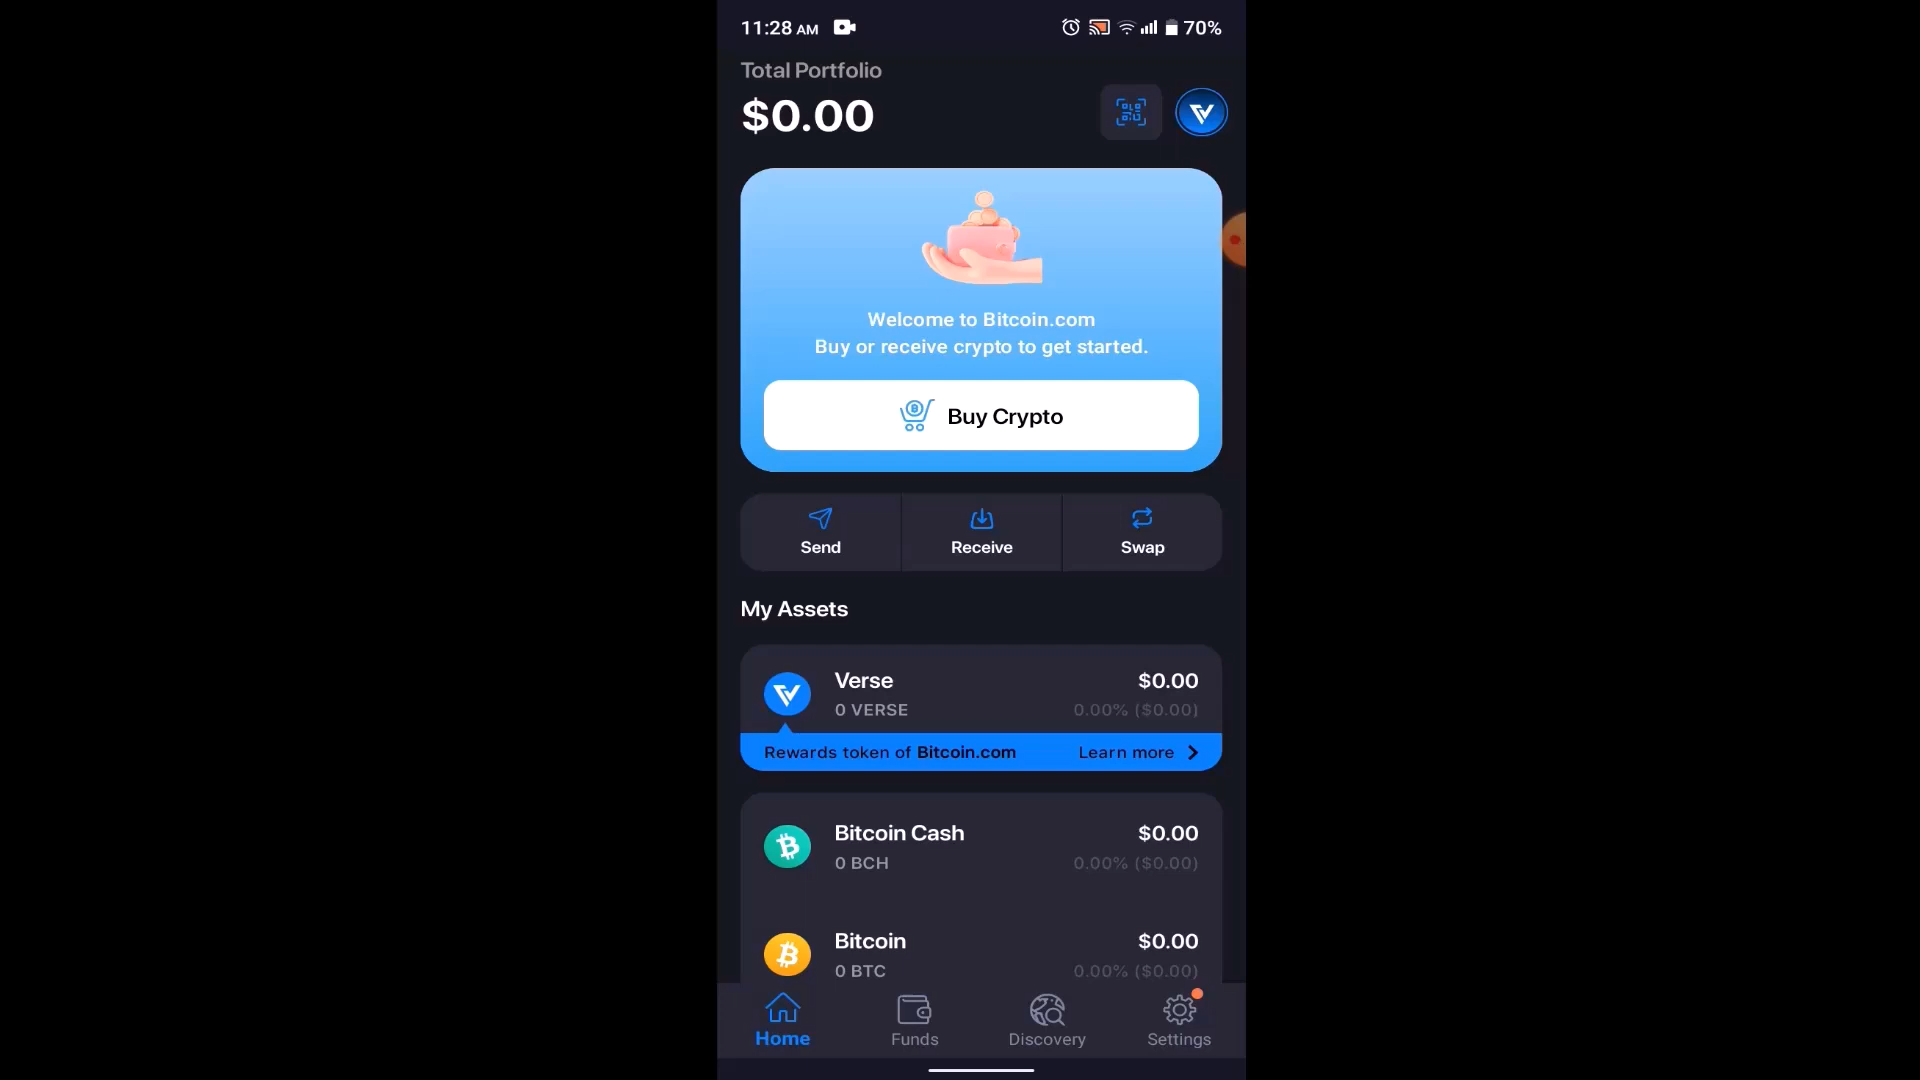 11:28 AM 70%
Total Portfolio
$0.00
Welcome to Bitcoin.com
Buy or receive crypto to get started.
Buy Crypto
Send Receive Swap
My Assets
Verse $0.00
0 VERSE 0.00% ($0.00)
Rewards token of Bitcoin.com Learn more
Bitcoin Cash $0.00
0 BCH 0.00% ($0.00)
Bitcoin $0.00
0 BTC 0.00% ($0.00)
Home Funds Discovery Settings